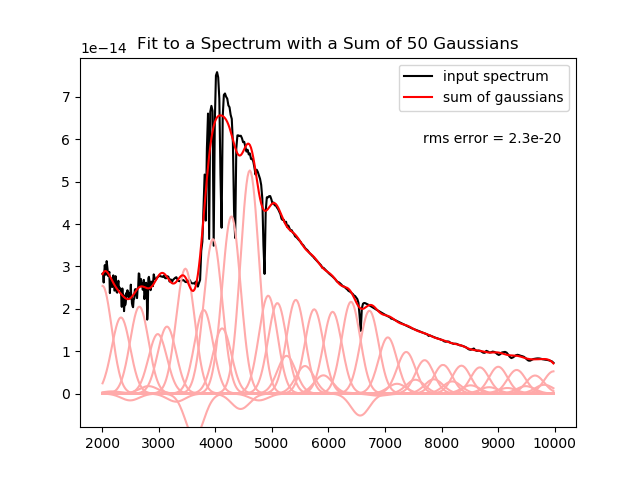 Fit to a Spectrum with a Sum of 50 Gaussians
1e−14
input spectrum
sum of gaussians
rms error = 2.3e-20
7
6
5
4
3
2
1
0
2000 3000 4000 5000 6000 7000 8000 9000 10000